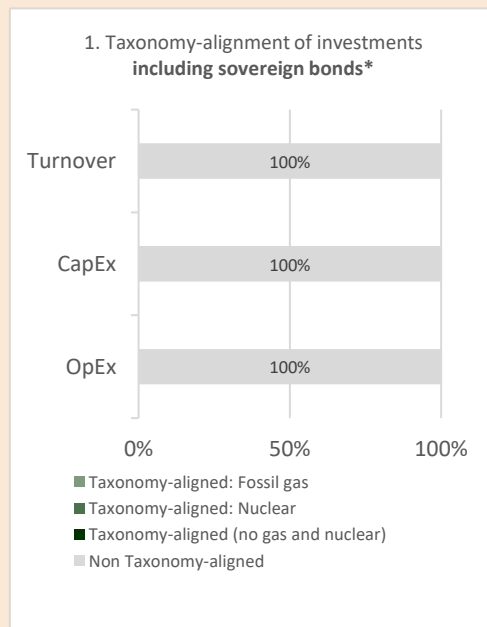 1. Taxonomy-alignment of investments
including sovereign bonds*
Turnover
100%
CapEx
100%
OpEx
100%
0%
50%
100%
Taxonomy-aligned: Fossil gas
Taxonomy-aligned: Nuclear
Taxonomy-aligned (no gas and nuclear)
Non Taxonomy-aligned